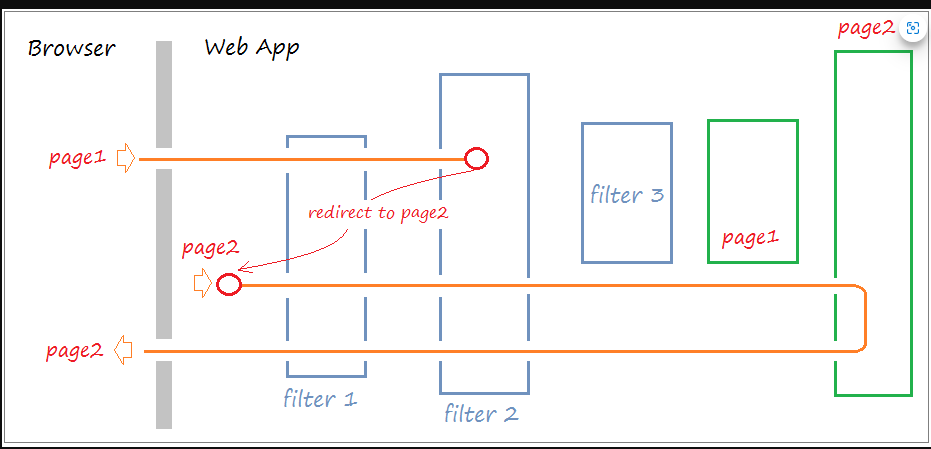 Browser
Web App
page2
page1
filter 3
redirect to page2
page1
page2
page2
filter 1
filter 2